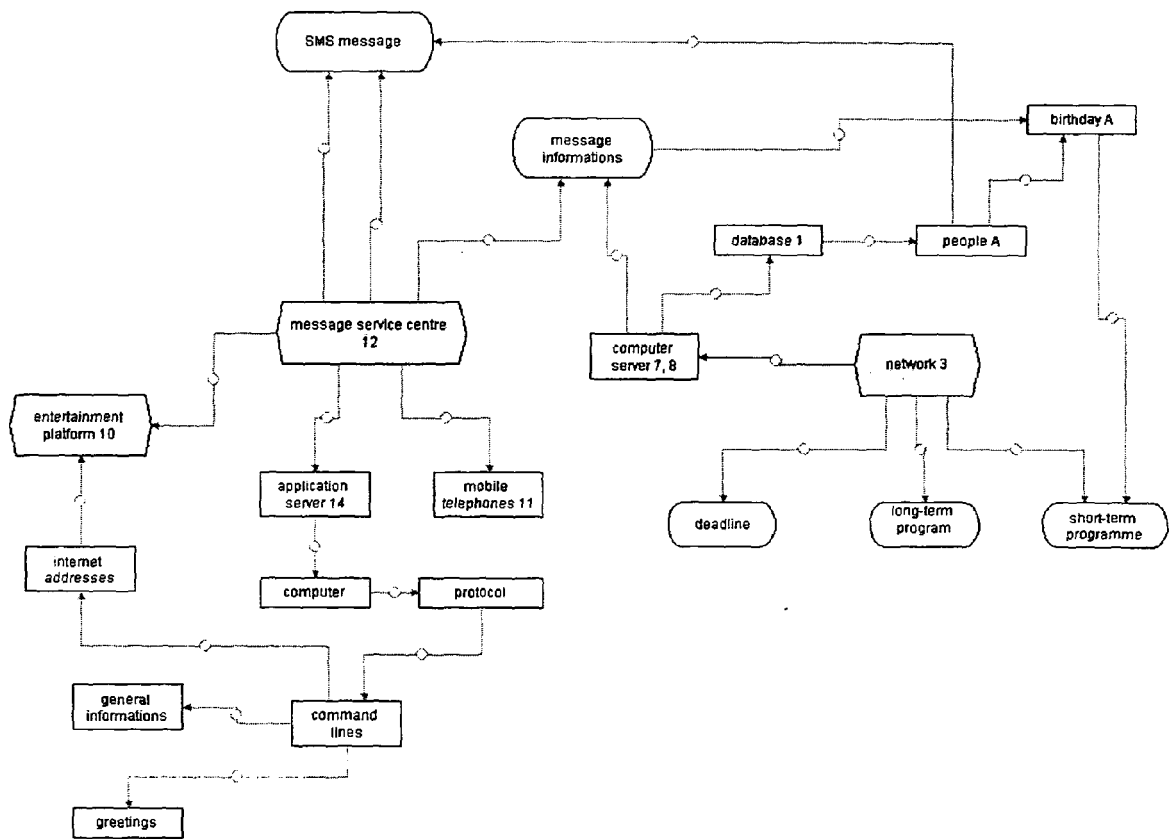 SMS message
birthday A
message
informations
database 1
people A
message service centre
12
computer
server 7, 8
network 3
entertainment
platform 10
application
server 14
mobile
telephones 11
deadline
long-term
program
short-term
programme
internet
addresses
computer
protocol
general
informations
command
lines
greetings